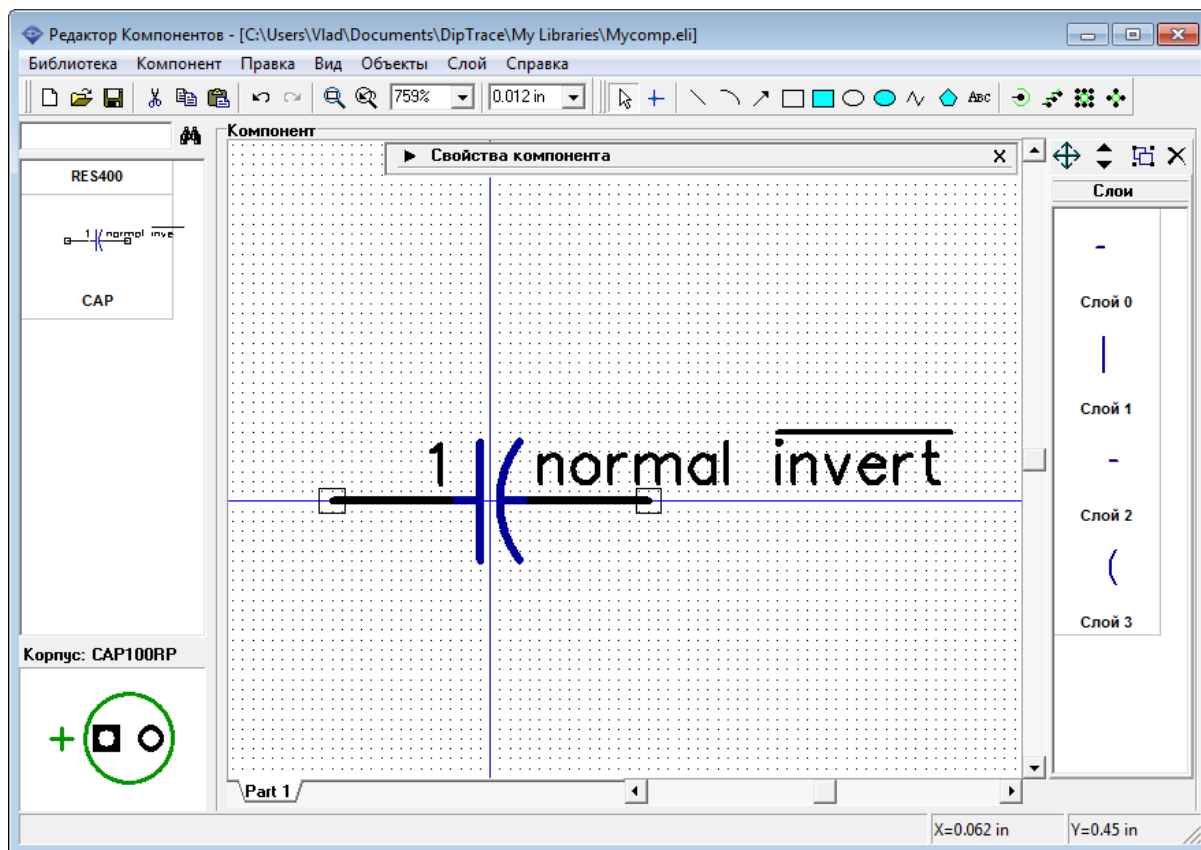 Редактор Компонентов - [C:\Users\Vlad\Documents\DipTrace\My Libraries\Mycomp.eli]
Библиотека Компонент Правка Вид Объекты Слой Справка
759% 0.012 in ABC
Компонент
Свойства компонента
RES400
1 normal inve
CAP
Слои
Слой 0
Слой 1
Слой 2
Слой 3
1 normal invert
Корпус: CAP100RP
Part 1
X=0.062 in Y=0.45 in